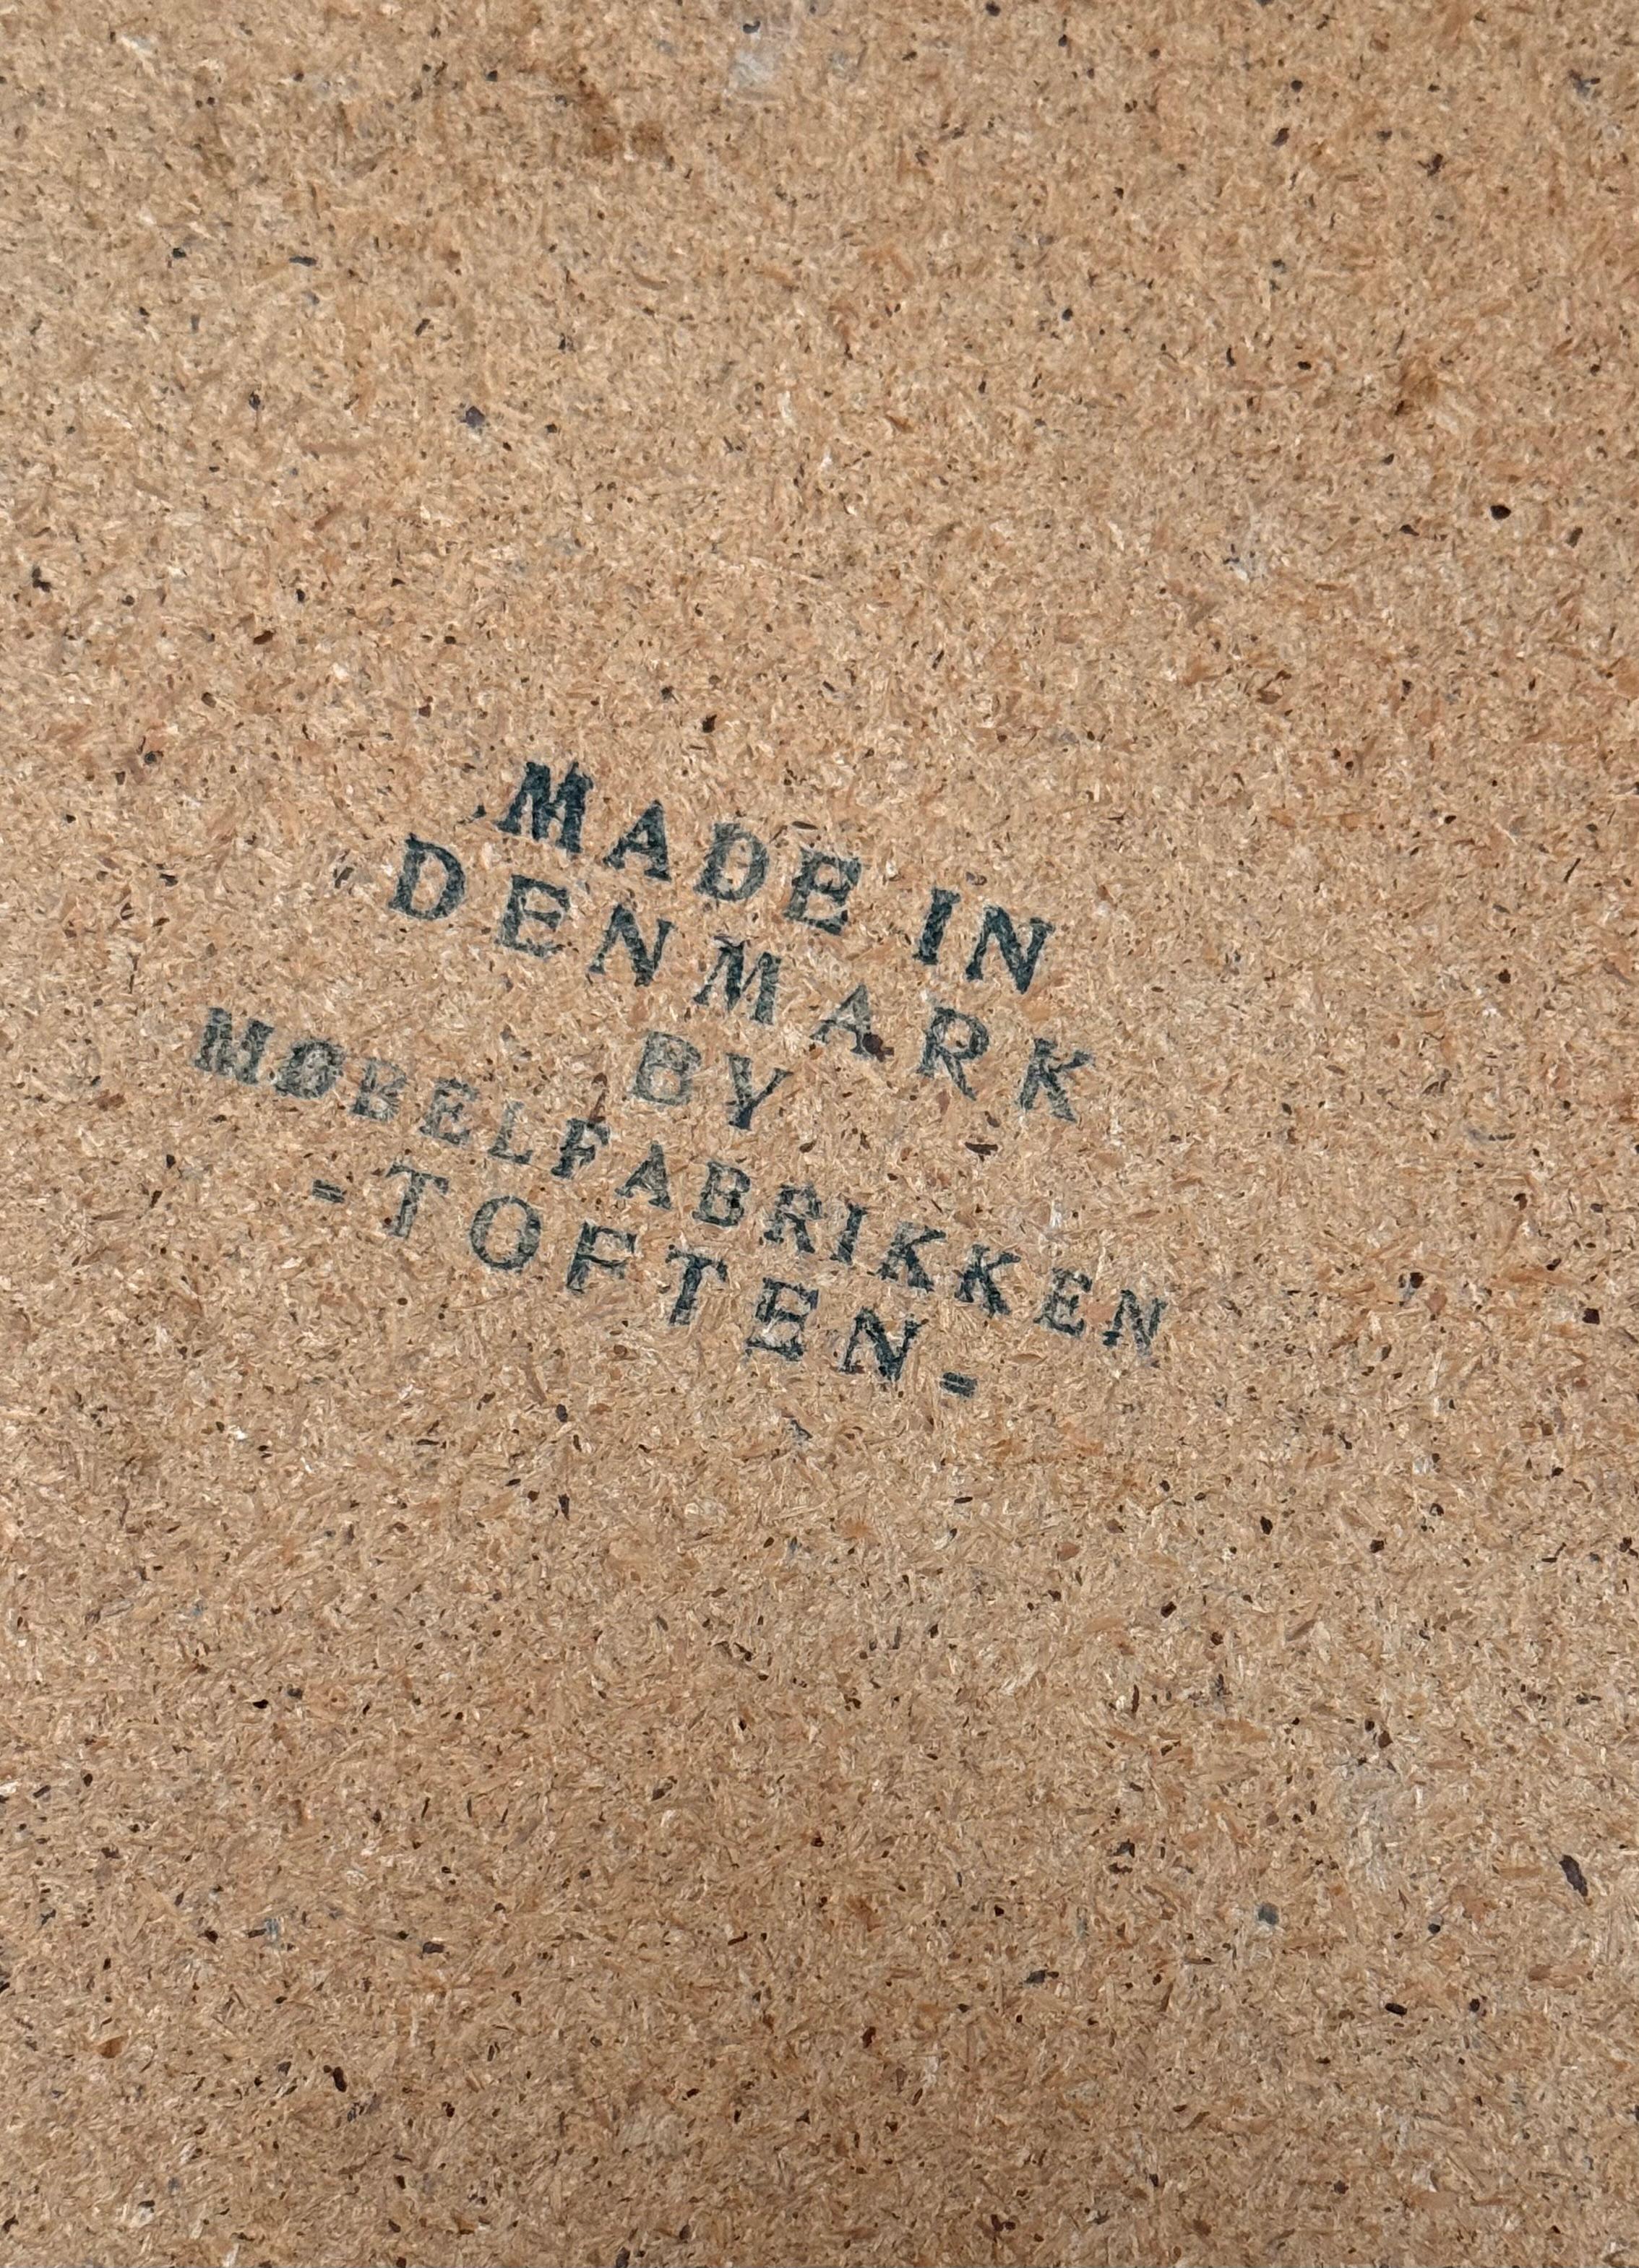 MADE IN
DENMARK
BY
MØBELFABRIKKEN
-TOFTEN-